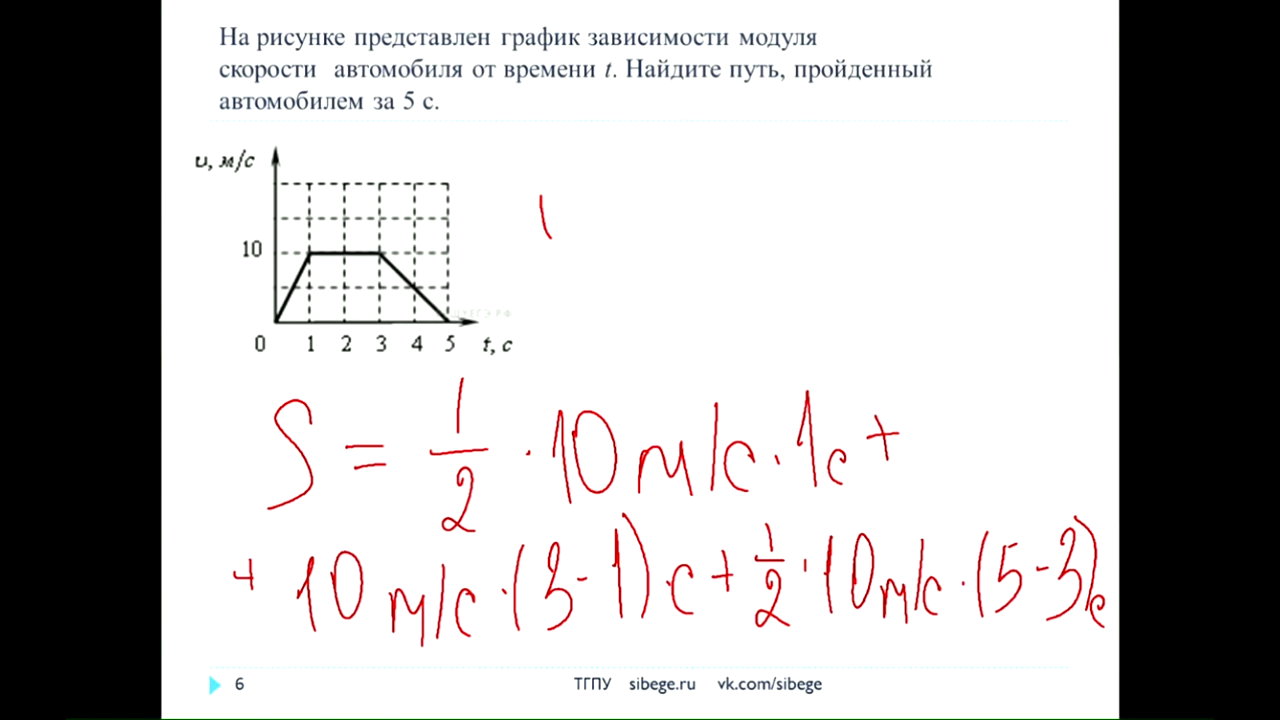 На рисунке представлен график зависимости модуля
скорости автомобиля от времени t. Найдите путь, пройденный
автомобилем за 5 с.
υ, м/с
10
0 1 2 3 4 5 t, с
S = 1/2 · 10 м/с · 1с +
+ 10 м/с · (3-1) · с + 1/2 · 10 м/с · (5-3)с
6 ТГПУ sibege.ru vk.com/sibege